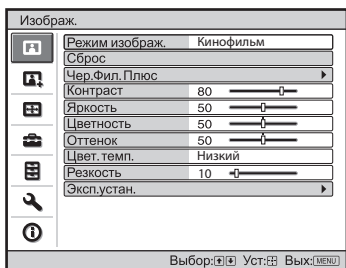 Изображ.
Режим изображ. Кинофильм
Сброс
Чер.Фил. Плюс
Контраст 80
Яркость 50
Цветность 50
Оттенок 50
Цвет. темп. Низкий
Резкость 10
Эксп.устан.
Выбор: Уст: Вых: MENU